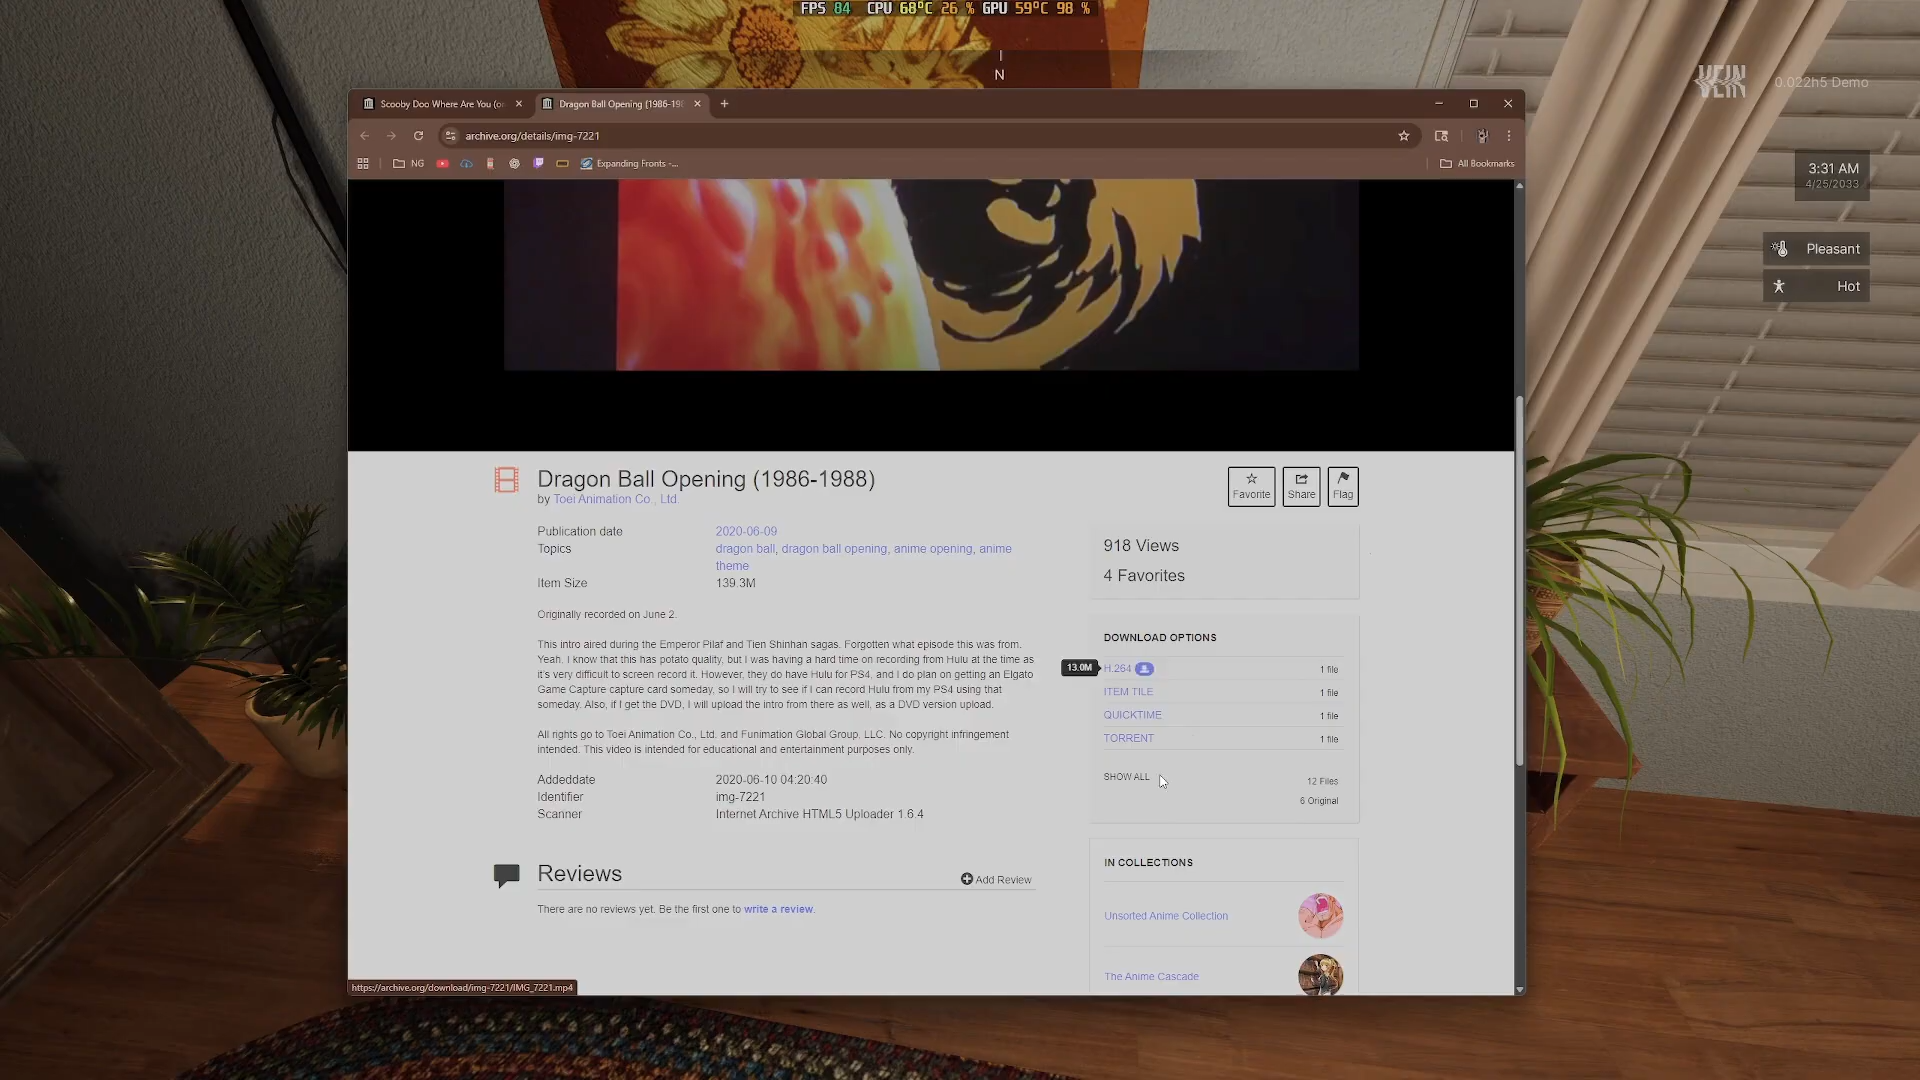 FPS 84 CPU 68°C 26 % GPU 59°C 98 %
N
VEIN 0.022h5 Demo
Scooby Doo Where Are You (or
Dragon Ball Opening (1986-198
archive.org/details/img-7221
NG
Expanding Fronts -...
All Bookmarks
3:31 AM
4/25/2033
Pleasant
Hot
Dragon Ball Opening (1986-1988)
by Toei Animation Co., Ltd.
Favorite
Share
Flag
Publication date 2020-06-09
Topics dragon ball, dragon ball opening, anime opening, anime
theme
Item Size 139.3M
Originally recorded on June 2.
This intro aired during the Emperor Pilaf and Tien Shinhan sagas. Forgotten what episode this was from.
Yeah, I know that this has potato quality, but I was having a hard time on recording from Hulu at the time as
it's very difficult to screen record it. However, they do have Hulu for PS4, and I do plan on getting an Elgato
Game Capture capture card someday, so I will try to see if I can record Hulu from my PS4 using that
someday. Also, if I get the DVD, I will upload the intro from there as well, as a DVD version upload.
All rights go to Toei Animation Co., Ltd. and Funimation Global Group, LLC. No copyright infringement
intended. This video is intended for educational and entertainment purposes only.
Addeddate 2020-06-10 04:20:40
Identifier img-7221
Scanner Internet Archive HTML5 Uploader 1.6.4
Reviews
Add Review
There are no reviews yet. Be the first one to write a review.
918 Views
4 Favorites
DOWNLOAD OPTIONS
13.0M
H.264 1 file
ITEM TILE 1 file
QUICKTIME 1 file
TORRENT 1 file
SHOW ALL 12 Files
6 Original
IN COLLECTIONS
Unsorted Anime Collection
The Anime Cascade
https://archive.org/download/img-7221/IMG_7221.mp4